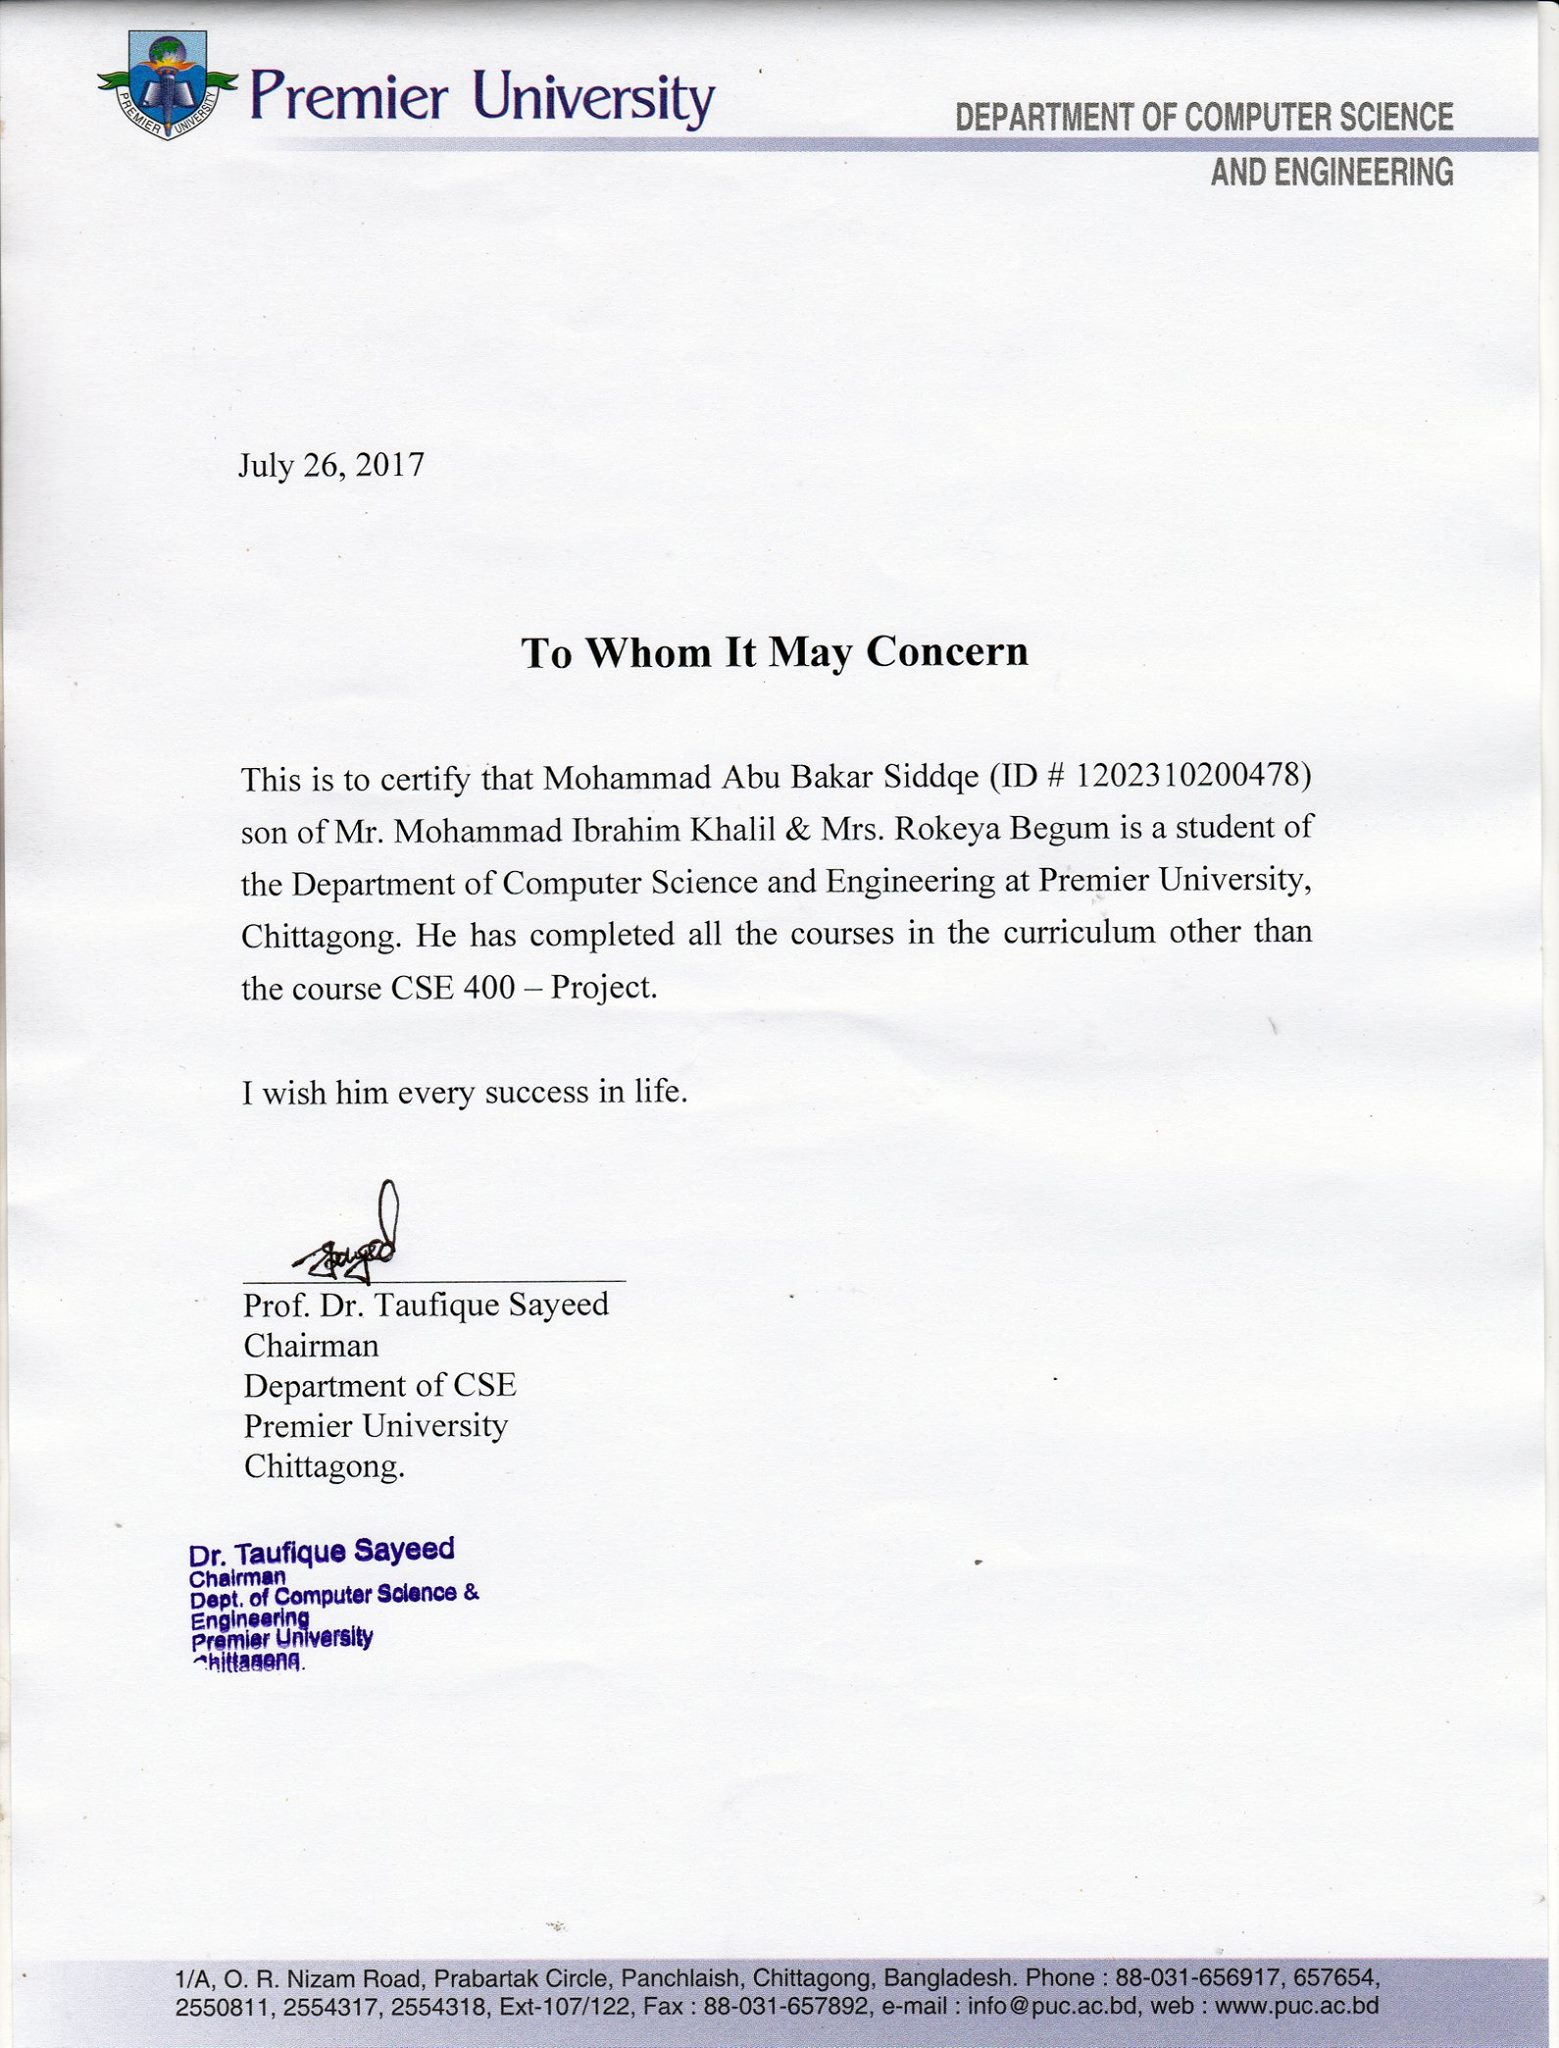 PREMIER UNIVERSITY
Premier University
DEPARTMENT OF COMPUTER SCIENCE
AND ENGINEERING
July 26, 2017
To Whom It May Concern
This is to certify that Mohammad Abu Bakar Siddqe (ID # 1202310200478)
son of Mr. Mohammad Ibrahim Khalil & Mrs. Rokeya Begum is a student of
the Department of Computer Science and Engineering at Premier University,
Chittagong. He has completed all the courses in the curriculum other than
the course CSE 400 – Project.
I wish him every success in life.
Sayeed
Prof. Dr. Taufique Sayeed
Chairman
Department of CSE
Premier University
Chittagong.
Dr. Taufique Sayeed
Chairman
Dept. of Computer Science &
Engineering
Premier University
Chittagong.
1/A, O. R. Nizam Road, Prabartak Circle, Panchlaish, Chittagong, Bangladesh. Phone : 88-031-656917, 657654,
2550811, 2554317, 2554318, Ext-107/122, Fax : 88-031-657892, e-mail : info@puc.ac.bd, web : www.puc.ac.bd